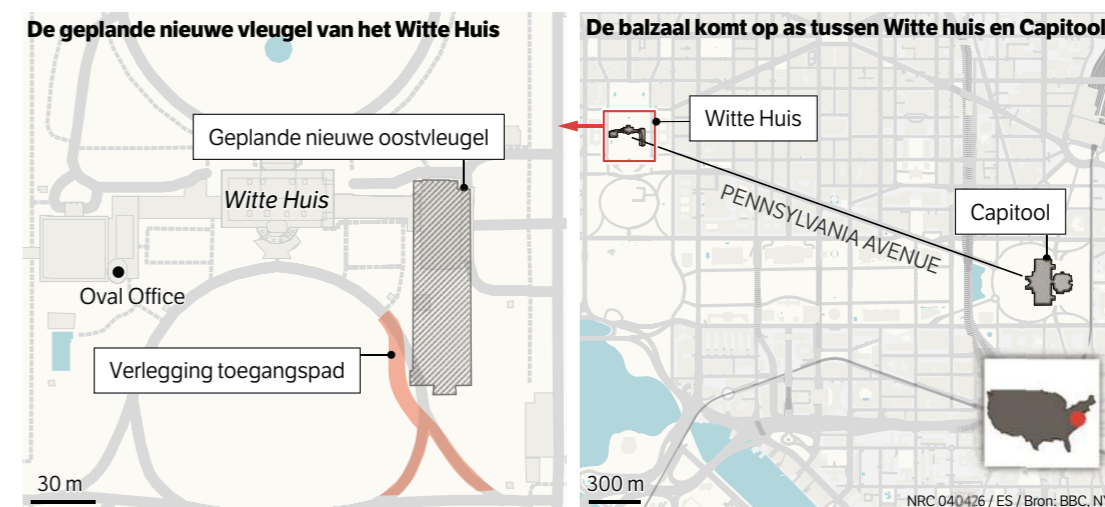 De geplande nieuwe vleugel van het Witte Huis
Geplande nieuwe oostvleugel
Witte Huis
Oval Office
Verlegging toegangspad
30 m
De balzaal komt op as tussen Witte huis en Capitool
Witte Huis
PENNSYLVANIA AVENUE
Capitool
300 m
NRC 040426 / ES / Bron: BBC, NY